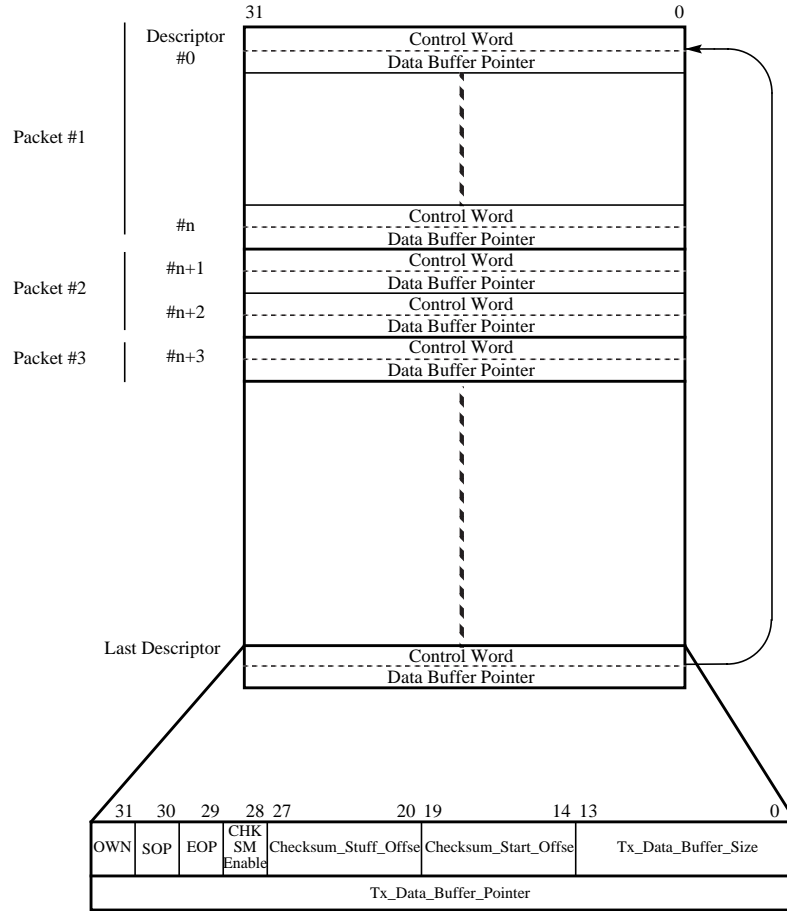 31 0
Descriptor
#0
Control Word
Data Buffer Pointer
Packet #1
#n
Control Word
Data Buffer Pointer
Packet #2
#n+1
Control Word
Data Buffer Pointer
#n+2
Control Word
Data Buffer Pointer
Packet #3
#n+3
Control Word
Data Buffer Pointer
Last Descriptor
Control Word
Data Buffer Pointer
31 30 29 28 27 20 19 14 13 0
OWN
SOP
EOP
CHK
SM
Enable
Checksum_Stuff_Offse
Checksum_Start_Offse
Tx_Data_Buffer_Size
Tx_Data_Buffer_Pointer